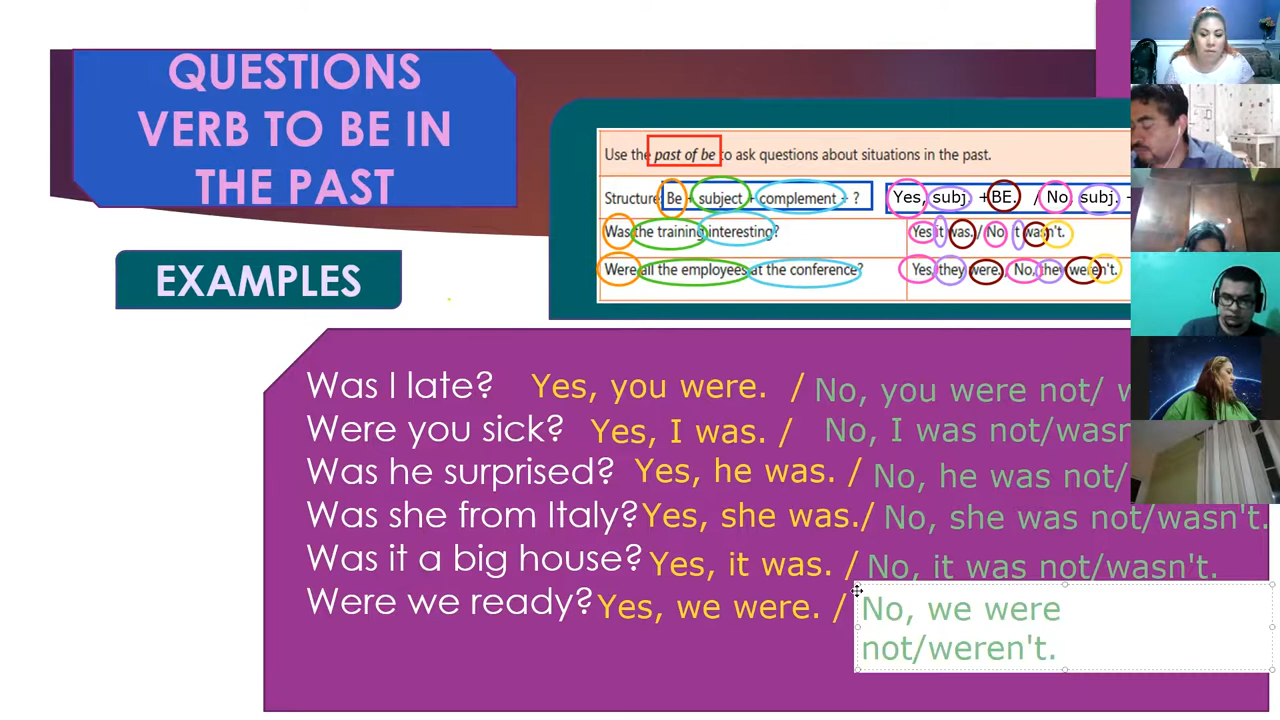 QUESTIONS
VERB TO BE IN
THE PAST
EXAMPLES
Use the past of be to ask questions about situations in the past.
Structure: Be + subject + complement + ?
Yes, subj. + BE. / No, subj. +
Was the training interesting?
Yes it was. / No, it wasn't.
Were all the employees at the conference?
Yes, they were. No, they weren't.
Was I late? Yes, you were. / No, you were not/
Were you sick? Yes, I was. / No, I was not/wasn
Was he surprised? Yes, he was. / No, he was not/
Was she from Italy? Yes, she was./ No, she was not/wasn't.
Was it a big house? Yes, it was. / No, it was not/wasn't.
Were we ready? Yes, we were. / No, we were
not/weren't.